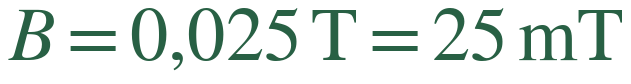 B = 0,025 T = 25 mT